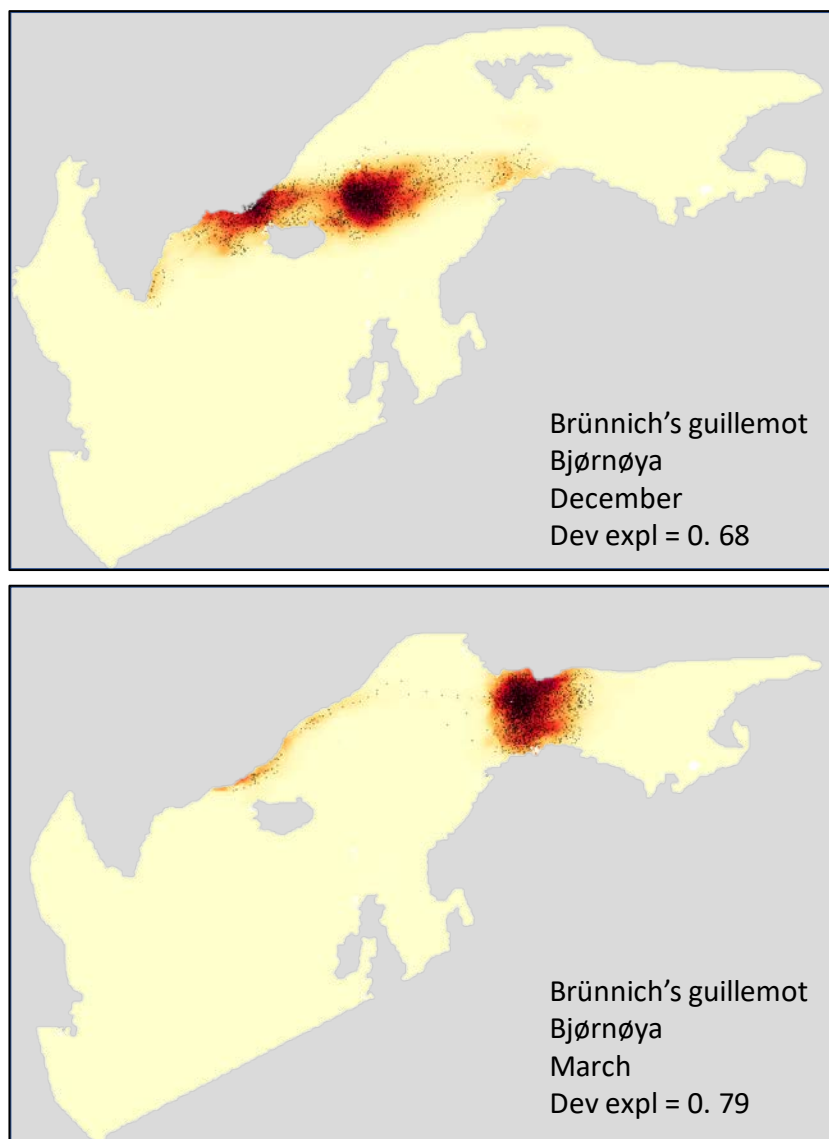 Brünnich’s guillemot
Bjørnøya
December
Dev expl = 0. 68
Brünnich’s guillemot
Bjørnøya
March
Dev expl = 0. 79